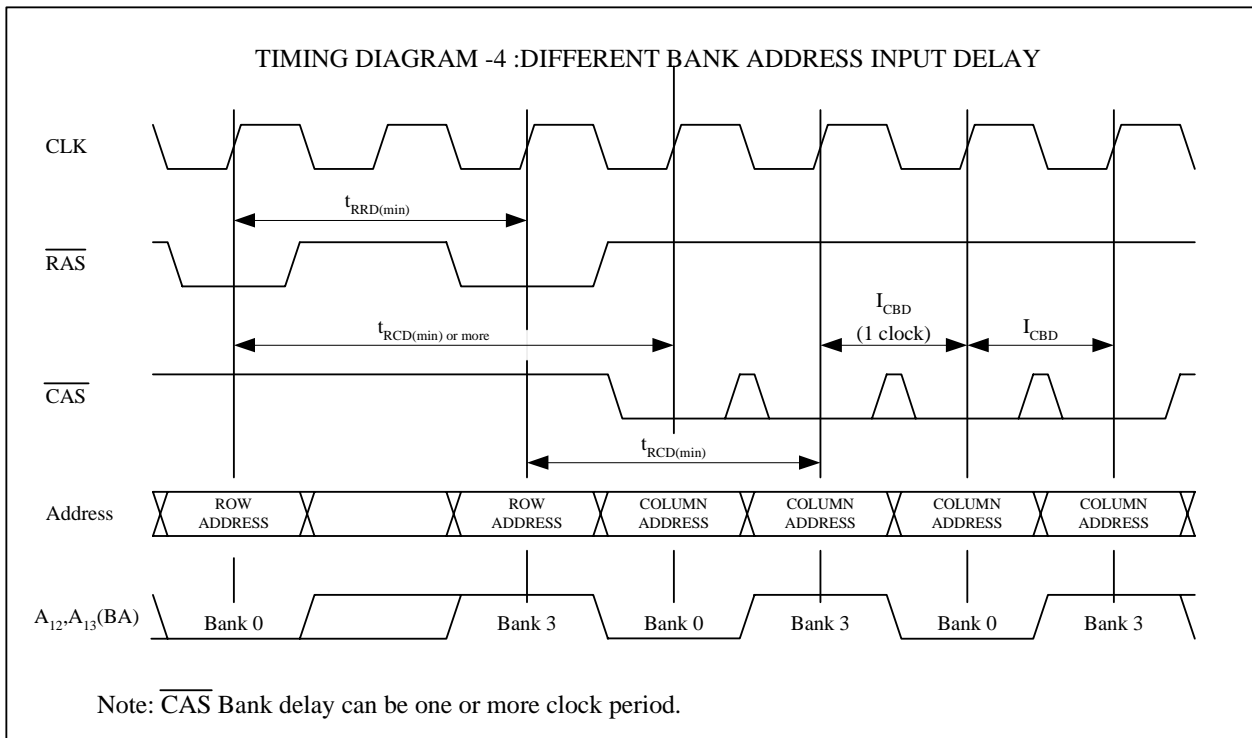 TIMING DIAGRAM -4 :DIFFERENT BANK ADDRESS INPUT DELAY
CLK
tRRD(min)
RAS
ICBD
(1 clock)
ICBD
tRCD(min) or more
CAS
tRCD(min)
Address
ROW ADDRESS
ROW ADDRESS
COLUMN ADDRESS
COLUMN ADDRESS
COLUMN ADDRESS
COLUMN ADDRESS
A12,A13(BA)
Bank 0
Bank 3
Bank 0
Bank 3
Bank 0
Bank 3
Note: CAS Bank delay can be one or more clock period.